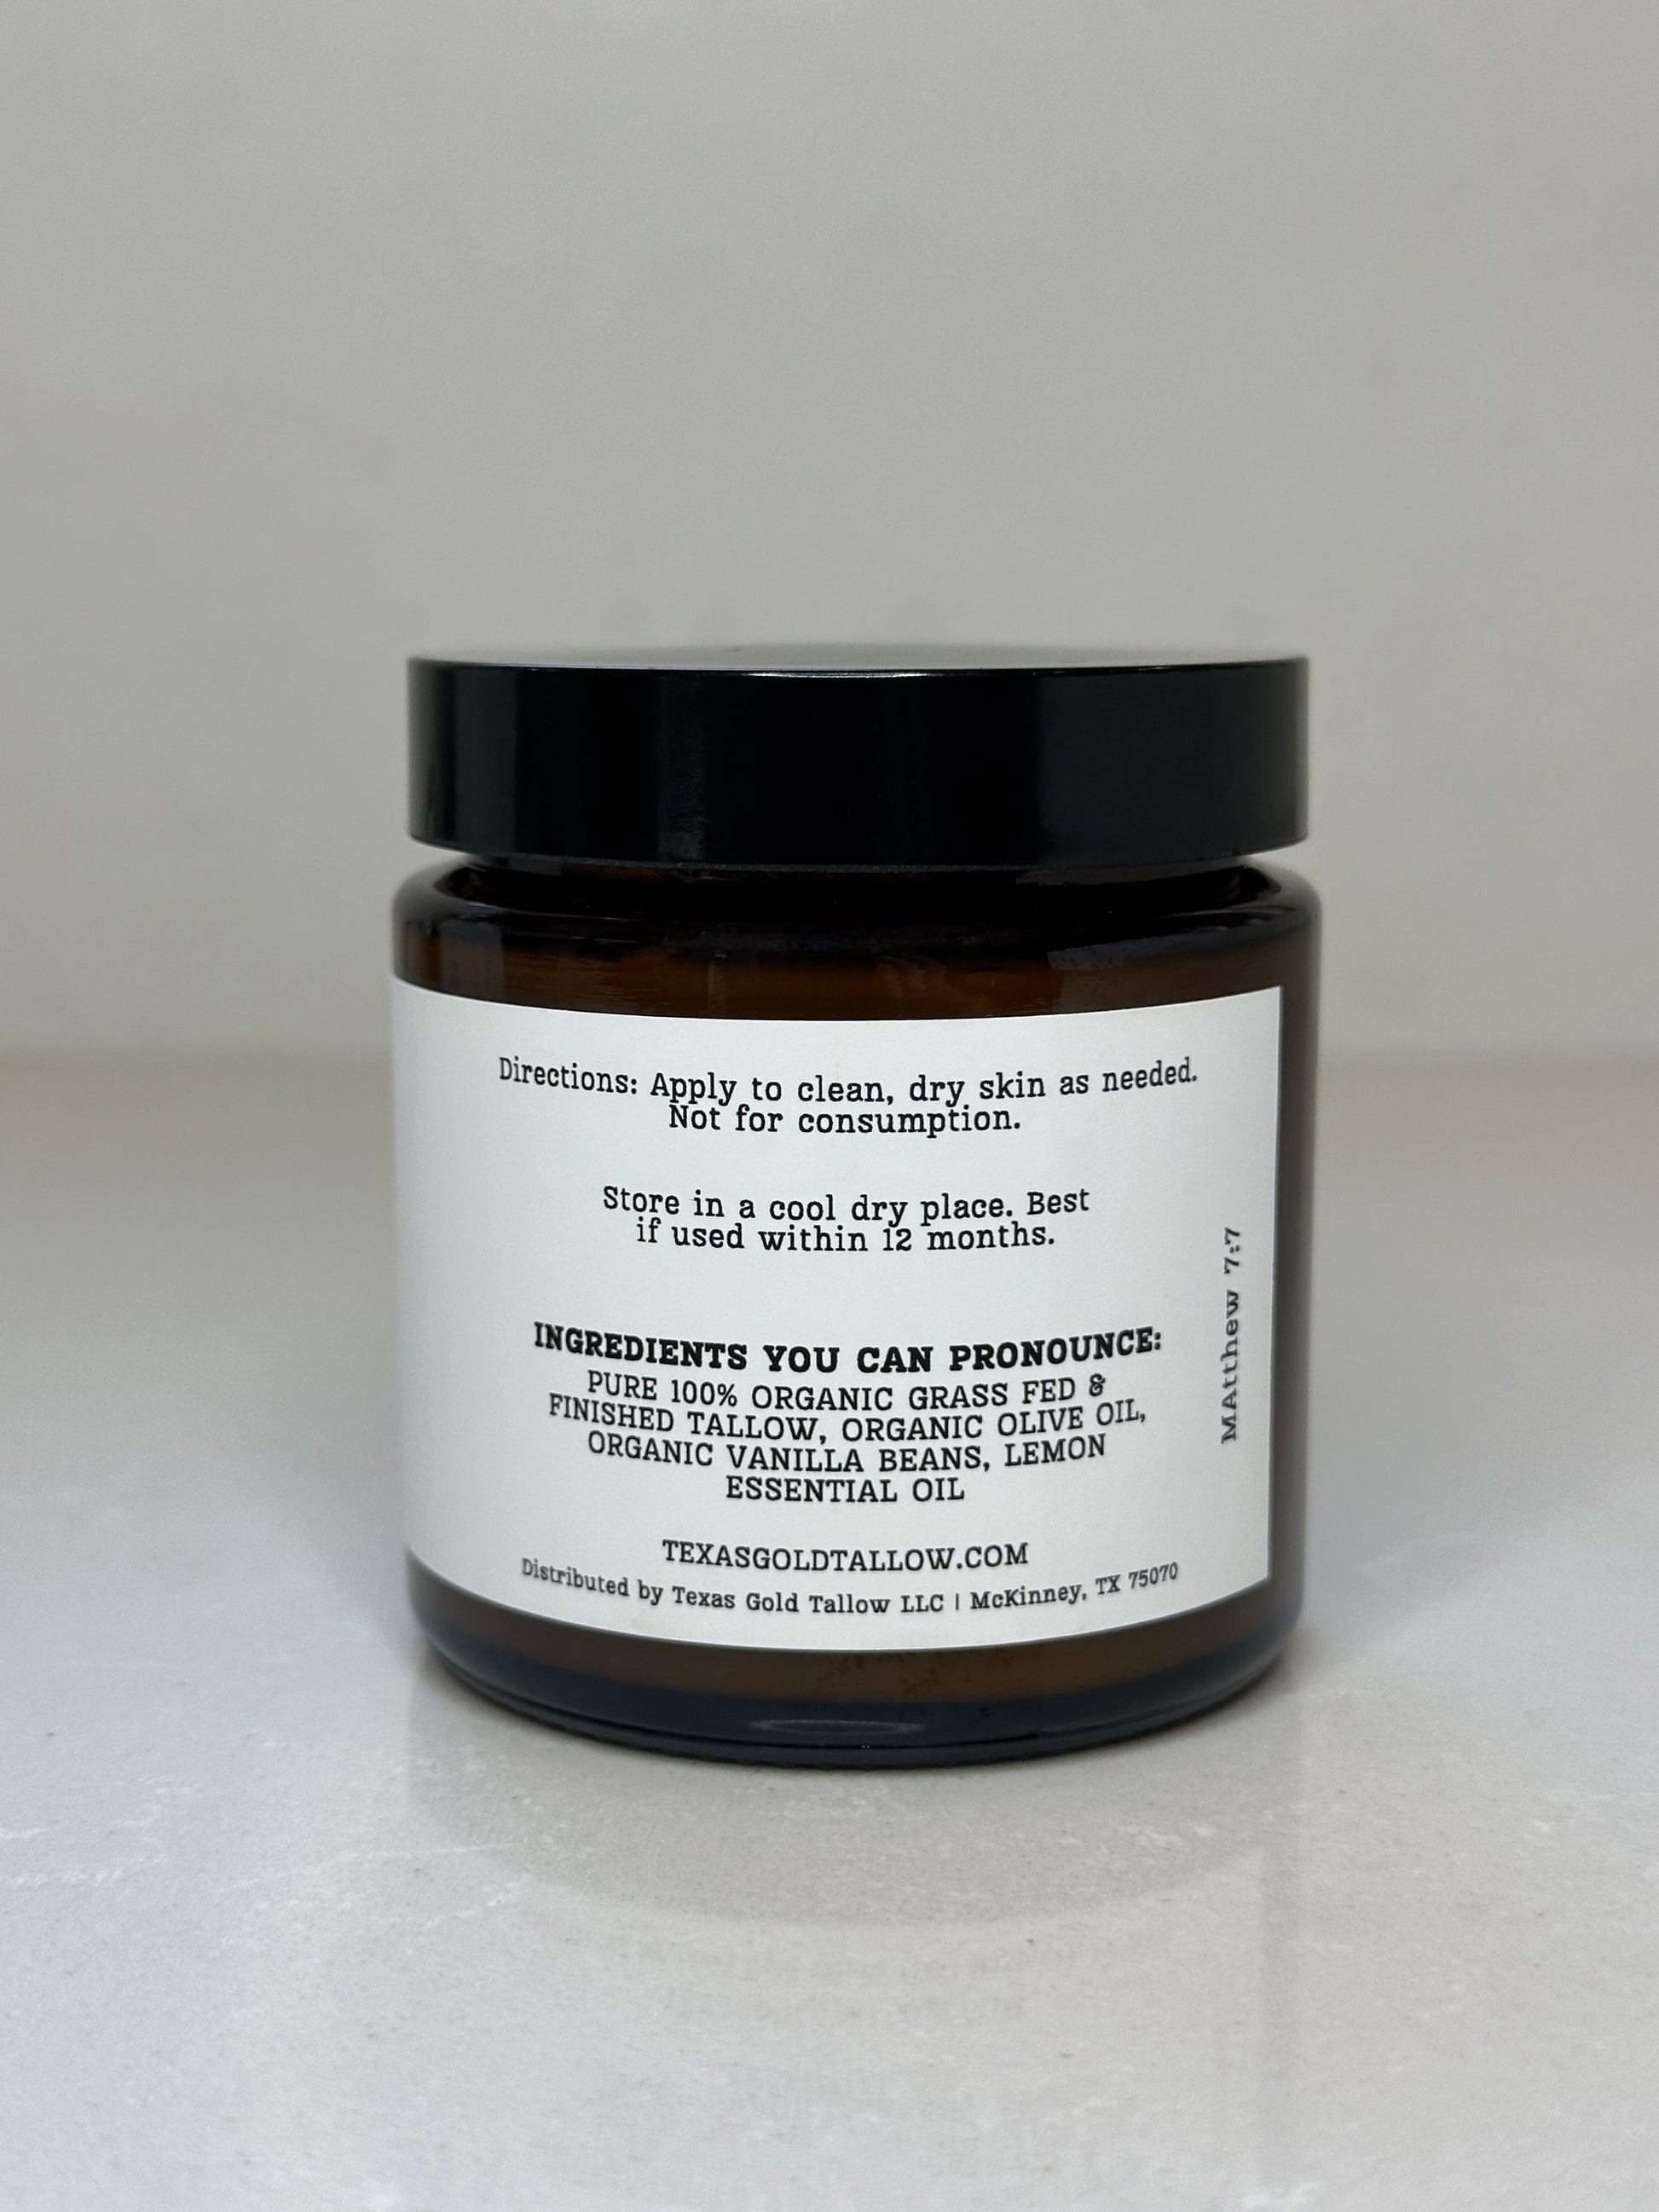 Directions: Apply to clean, dry skin as needed.
Not for consumption.
Store in a cool dry place. Best
if used within 12 months.
INGREDIENTS YOU CAN PRONOUNCE:
PURE 100% ORGANIC GRASS FED &
FINISHED TALLOW, ORGANIC OLIVE OIL,
ORGANIC VANILLA BEANS, LEMON
ESSENTIAL OIL
TEXASGOLDTALLOW.COM
Distributed by Texas Gold Tallow LLC | McKinney, TX 75070
MAtthew 7:7